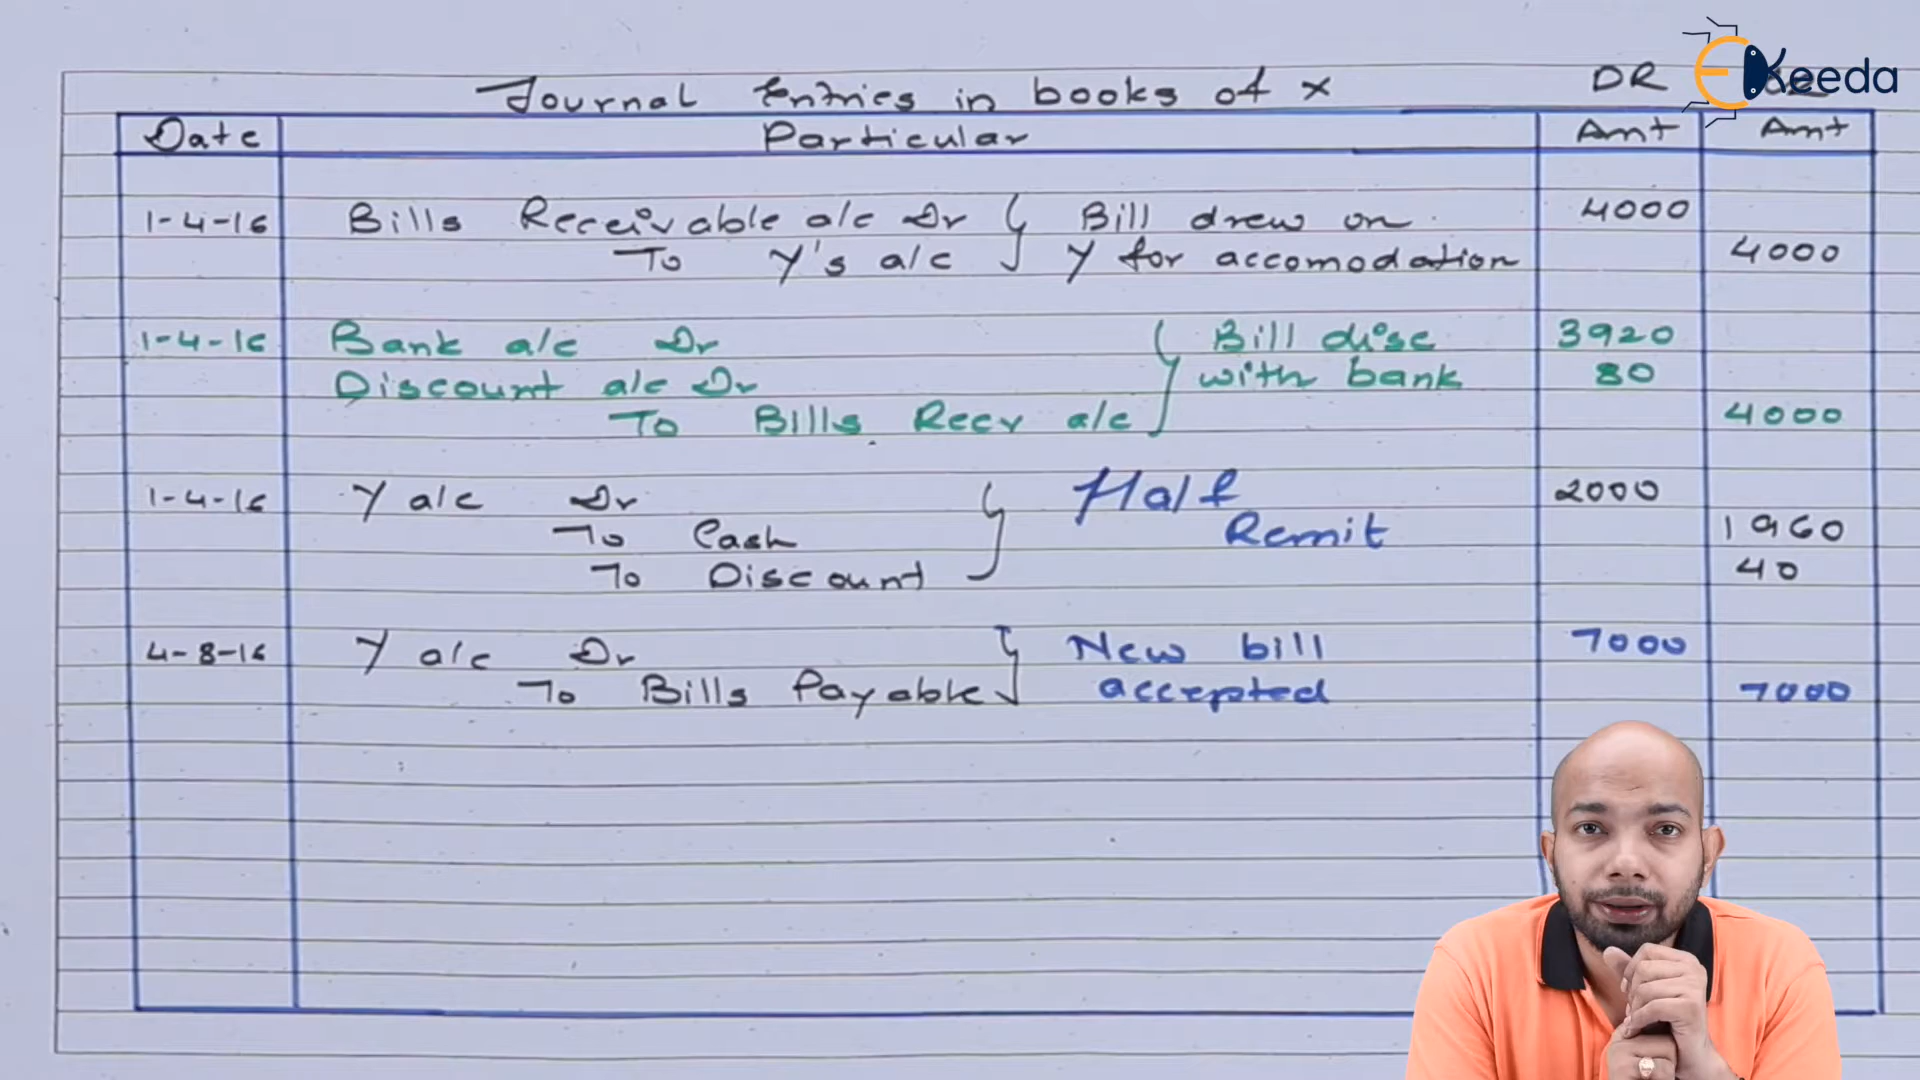 Journal Entries in books of x DR
Ekeeda
Date Particular Amt Amt
1-4-16 Bills Receivable a/c Dr Bill drew on 4000
To Y's a/c Y for accomodation 4000
1-4-16 Bank a/c Dr Bill disc 3920
Discount a/c Dr with bank 80
To Bills Recv a/c 4000
1-4-16 Y a/c Dr Half 2000
To Cash Remit 1960
To Discount 40
4-8-16 Y a/c Dr New bill 7000
To Bills Payable accepted 7000